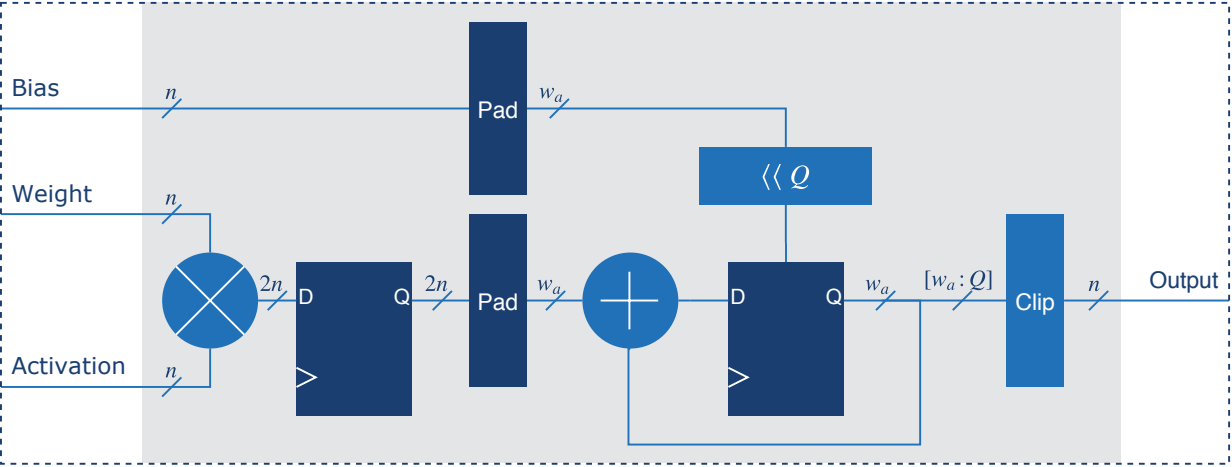 Bias
n
Pad
w_a
⟨⟨ Q
Weight
n
2n
D
Q
2n
Pad
w_a
D
Q
w_a
[w_a : Q]
Clip
n
Output
Activation
n